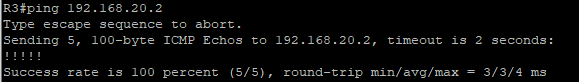 R3#ping 192.168.20.2
Type escape sequence to abort.
Sending 5, 100-byte ICMP Echos to 192.168.20.2, timeout is 2 seconds:
!!!!!
Success rate is 100 percent (5/5), round-trip min/avg/max = 3/3/4 ms